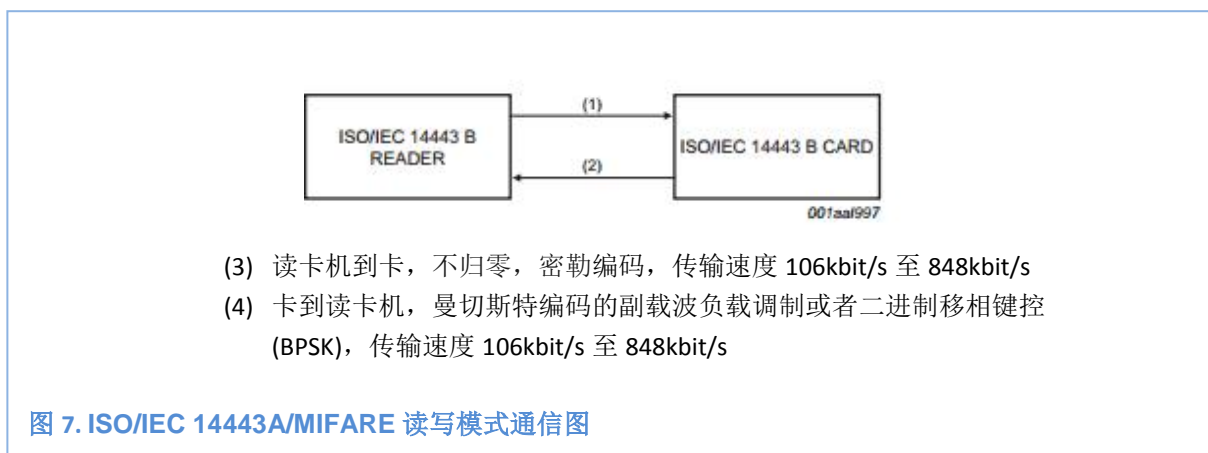 (1)
ISO/IEC 14443 B
READER
ISO/IEC 14443 B CARD
(2)
001aal997
(3) 读卡机到卡，不归零，密勒编码，传输速度 106kbit/s 至 848kbit/s
(4) 卡到读卡机，曼切斯特编码的副载波负载调制或者二进制移相键控
(BPSK)，传输速度 106kbit/s 至 848kbit/s
图 7. ISO/IEC 14443A/MIFARE 读写模式通信图